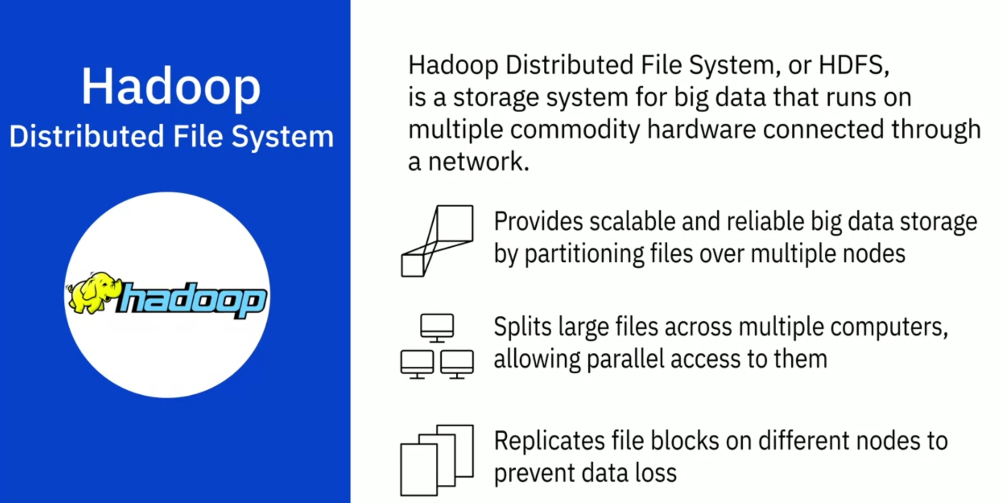 Hadoop
Distributed File System
hadoop
Hadoop Distributed File System, or HDFS,
is a storage system for big data that runs on
multiple commodity hardware connected through
a network.
Provides scalable and reliable big data storage
by partitioning files over multiple nodes
Splits large files across multiple computers,
allowing parallel access to them
Replicates file blocks on different nodes to
prevent data loss